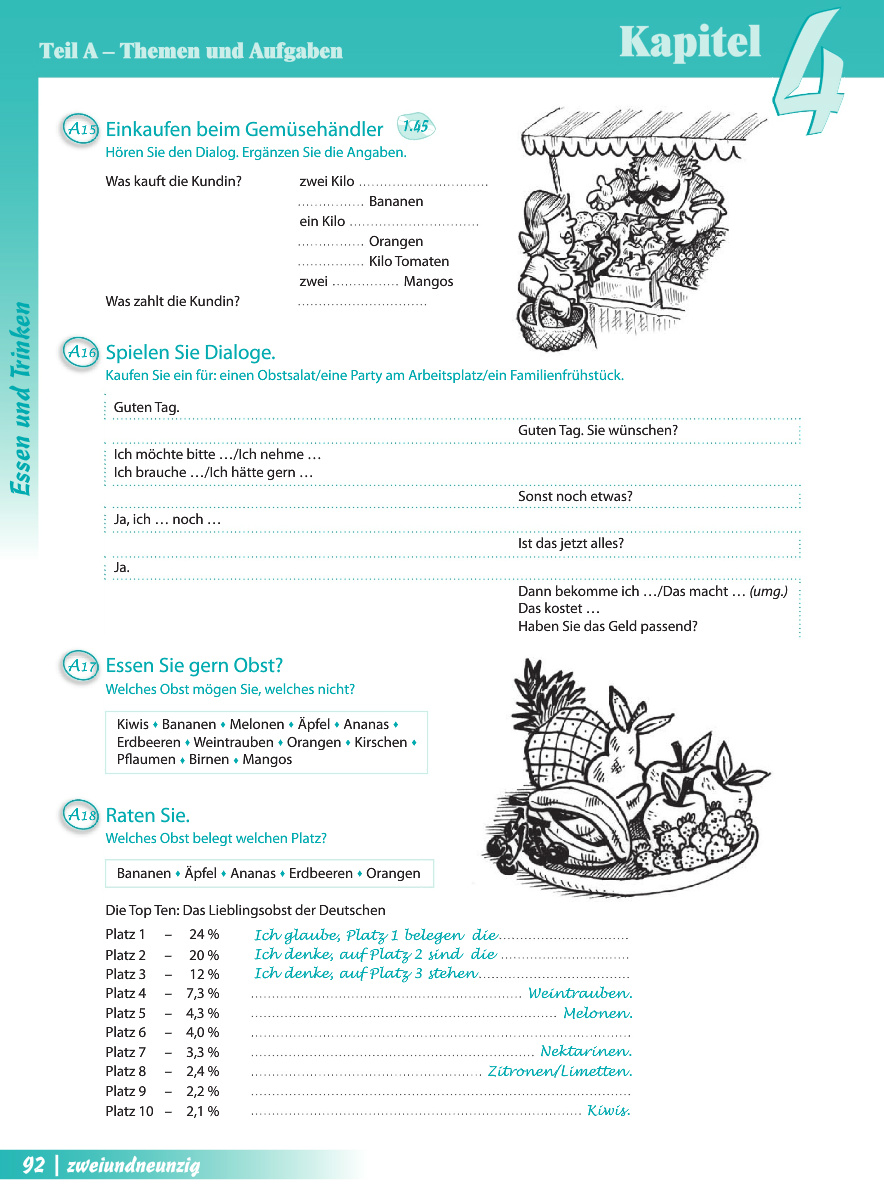 Teil A – Themen und Aufgaben
Kapitel 4
Essen und Trinken
A15 Einkaufen beim Gemüsehändler 1.45
Hören Sie den Dialog. Ergänzen Sie die Angaben.
Was kauft die Kundin? zwei Kilo ...............................
................ Bananen
ein Kilo ...............................
................ Orangen
................ Kilo Tomaten
zwei ................ Mangos
Was zahlt die Kundin? ...............................
A16 Spielen Sie Dialoge.
Kaufen Sie ein für: einen Obstsalat/eine Party am Arbeitsplatz/ein Familienfrühstück.
Guten Tag.
Guten Tag. Sie wünschen?
Ich möchte bitte …/Ich nehme …
Ich brauche …/Ich hätte gern …
Sonst noch etwas?
Ja, ich … noch …
Ist das jetzt alles?
Ja.
Dann bekomme ich …/Das macht … (umg.)
Das kostet …
Haben Sie das Geld passend?
A17 Essen Sie gern Obst?
Welches Obst mögen Sie, welches nicht?
Kiwis ♦ Bananen ♦ Melonen ♦ Äpfel ♦ Ananas ♦
Erdbeeren ♦ Weintrauben ♦ Orangen ♦ Kirschen ♦
Pflaumen ♦ Birnen ♦ Mangos
A18 Raten Sie.
Welches Obst belegt welchen Platz?
Bananen ♦ Äpfel ♦ Ananas ♦ Erdbeeren ♦ Orangen
Die Top Ten: Das Lieblingsobst der Deutschen
Platz 1 – 24 % Ich glaube, Platz 1 belegen die ...............................
Platz 2 – 20 % Ich denke, auf Platz 2 sind die ...............................
Platz 3 – 12 % Ich denke, auf Platz 3 stehen ...............................
Platz 4 – 7,3 % ............................... Weintrauben.
Platz 5 – 4,3 % ............................... Melonen.
Platz 6 – 4,0 % ...............................
Platz 7 – 3,3 % ............................... Nektarinen.
Platz 8 – 2,4 % ............................... Zitronen/Limetten.
Platz 9 – 2,2 % ...............................
Platz 10 – 2,1 % ............................... Kiwis.
92 | zweiundneunzig